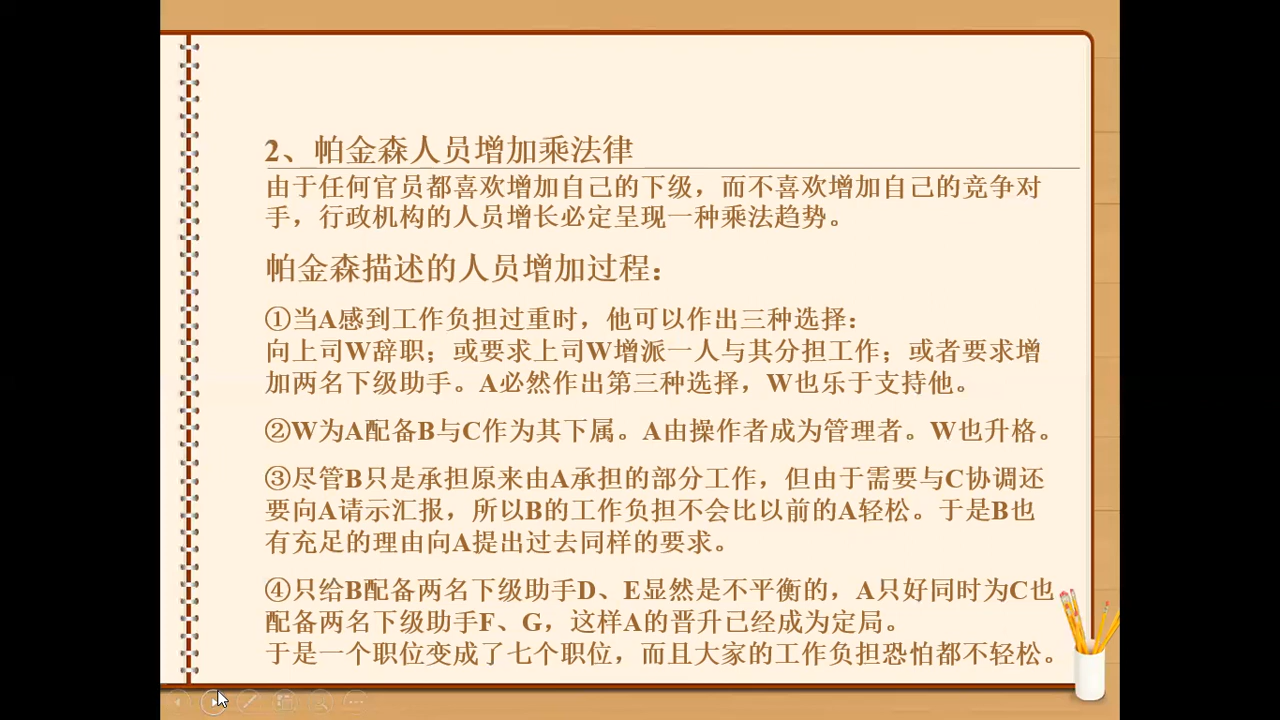 2、帕金森人员增加乘法律
由于任何官员都喜欢增加自己的下级，而不喜欢增加自己的竞争对
手，行政机构的人员增长必定呈现一种乘法趋势。
帕金森描述的人员增加过程：
①当A感到工作负担过重时，他可以作出三种选择：
向上司W辞职；或要求上司W增派一人与其分担工作；或者要求增
加两名下级助手。A必然作出第三种选择，W也乐于支持他。
②W为A配备B与C作为其下属。A由操作者成为管理者。W也升格。
③尽管B只是承担原来由A承担的部分工作，但由于需要与C协调还
要向A请示汇报，所以B的工作负担不会比以前的A轻松。于是B也
有充足的理由向A提出过去同样的要求。
④只给B配备两名下级助手D、E显然是不平衡的，A只好同时为C也
配备两名下级助手F、G，这样A的晋升已经成为定局。
于是一个职位变成了七个职位，而且大家的工作负担恐怕都不轻松。